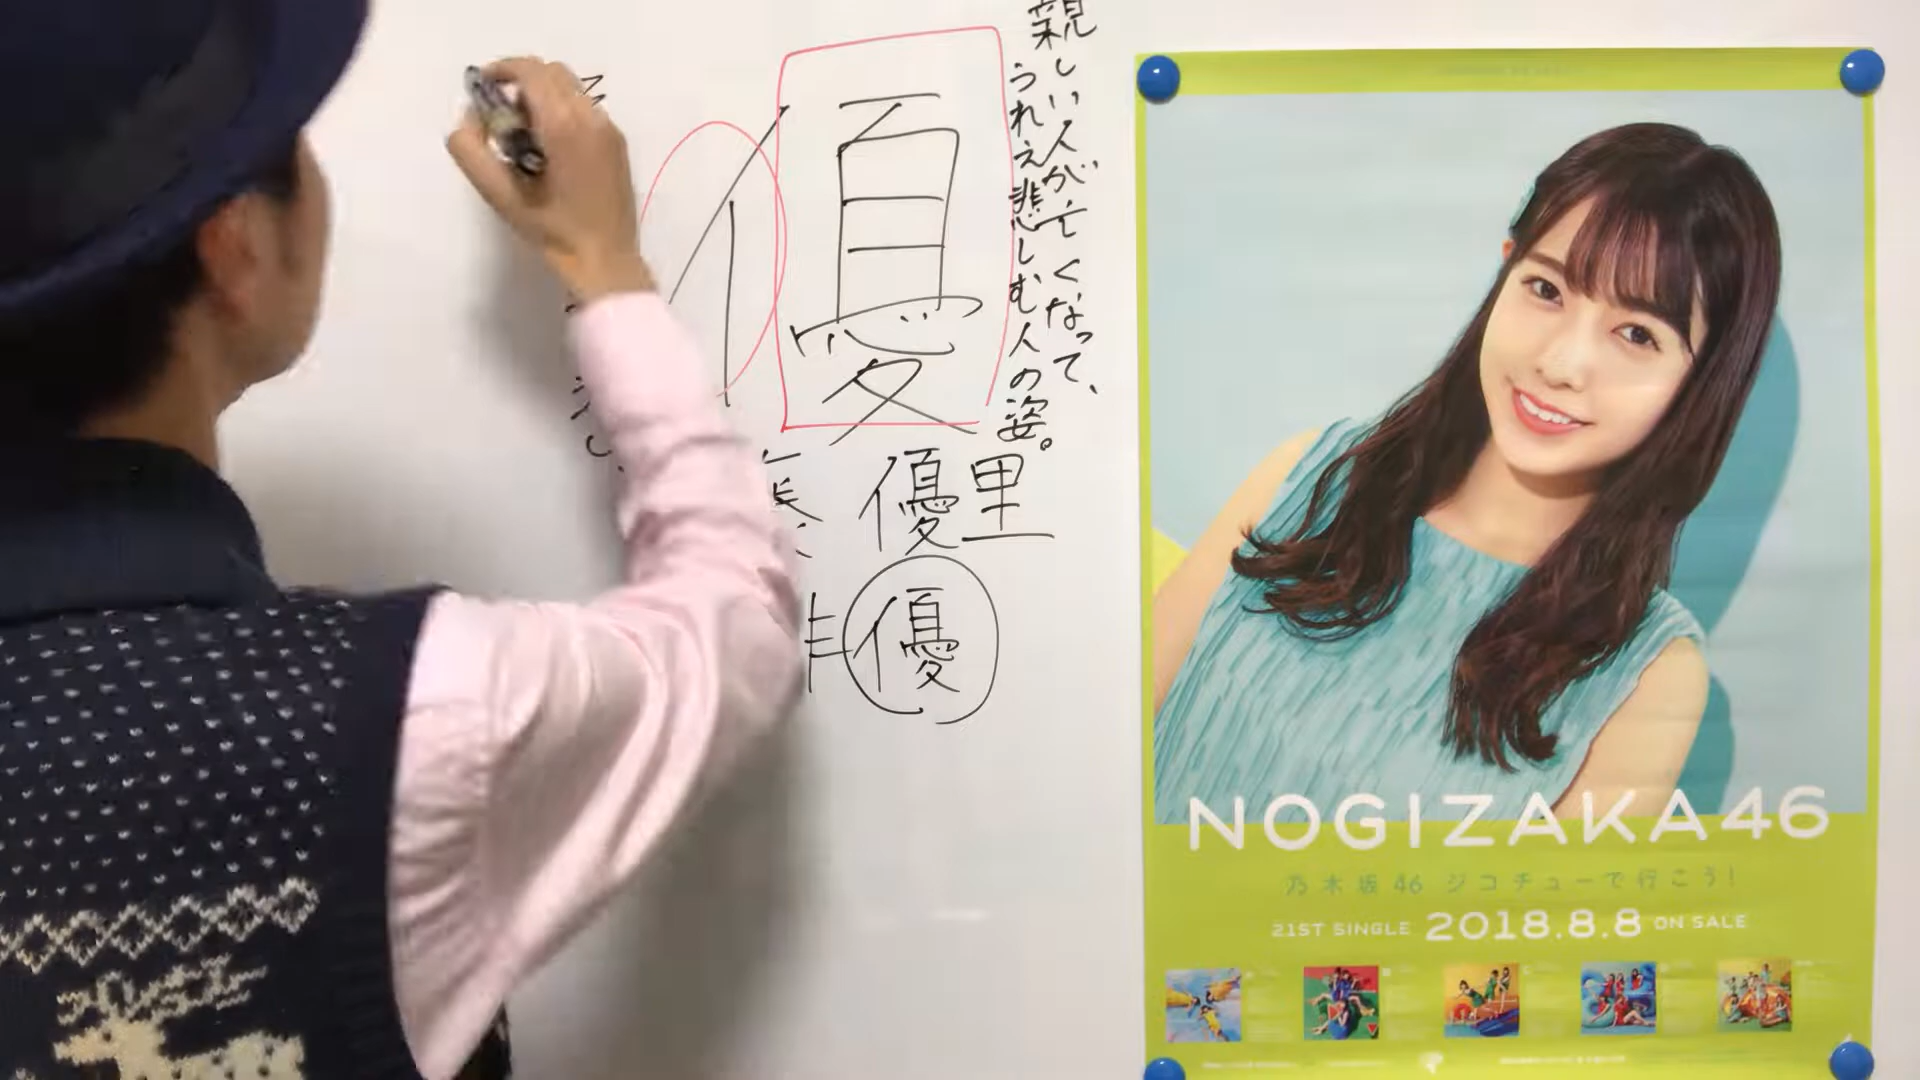 親しい人が亡くなって、
うれえ悲しむ人の姿。
優
優里
優
NOGIZAKA46
乃木坂46 ジコチューで行こう!
21ST SINGLE 2018.8.8 ON SALE